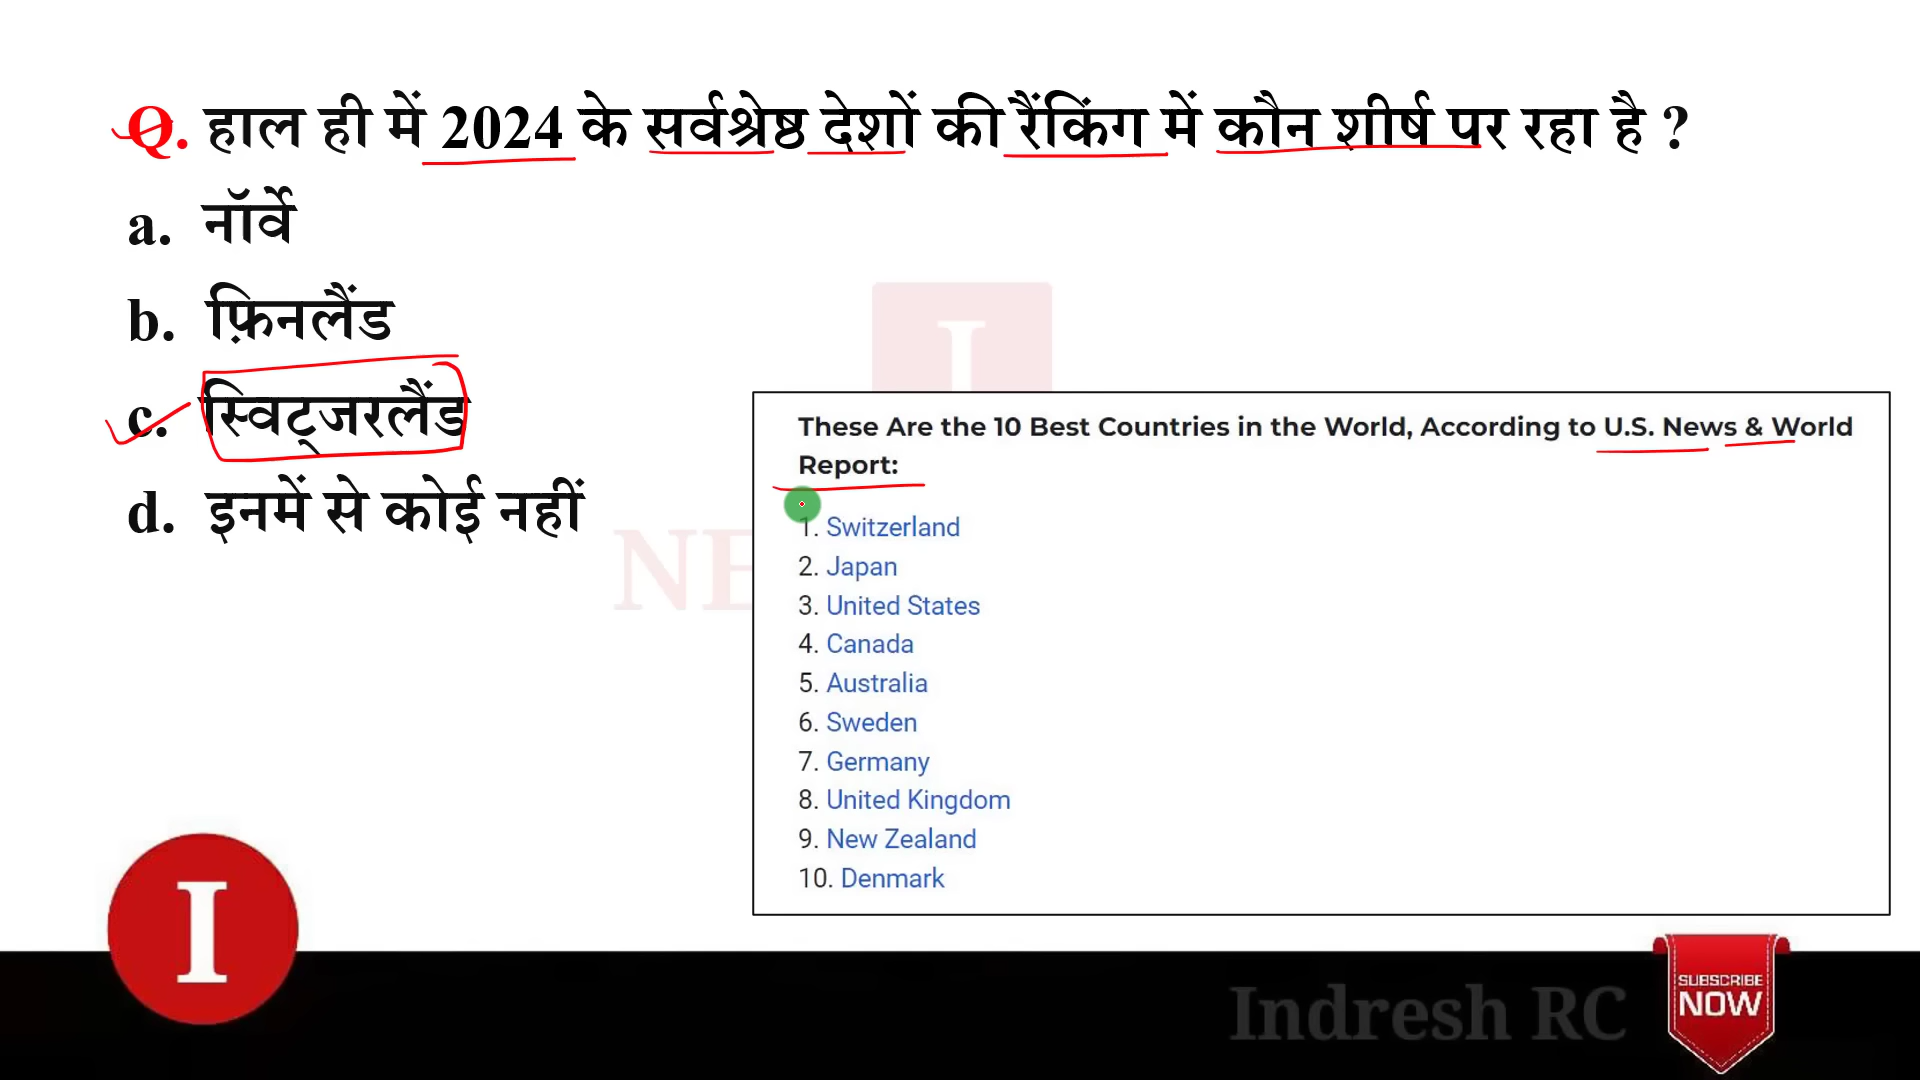 Q. हाल ही में 2024 के सर्वश्रेष्ठ देशों की रैंकिंग में कौन शीर्ष पर रहा है ?
a. नॉर्वे
b. फ़िनलैंड
c. स्विट्जरलैंड
d. इनमें से कोई नहीं
I
NE
These Are the 10 Best Countries in the World, According to U.S. News & World
Report:
1. Switzerland
2. Japan
3. United States
4. Canada
5. Australia
6. Sweden
7. Germany
8. United Kingdom
9. New Zealand
10. Denmark
I
Indresh RC
SUBSCRIBE
NOW